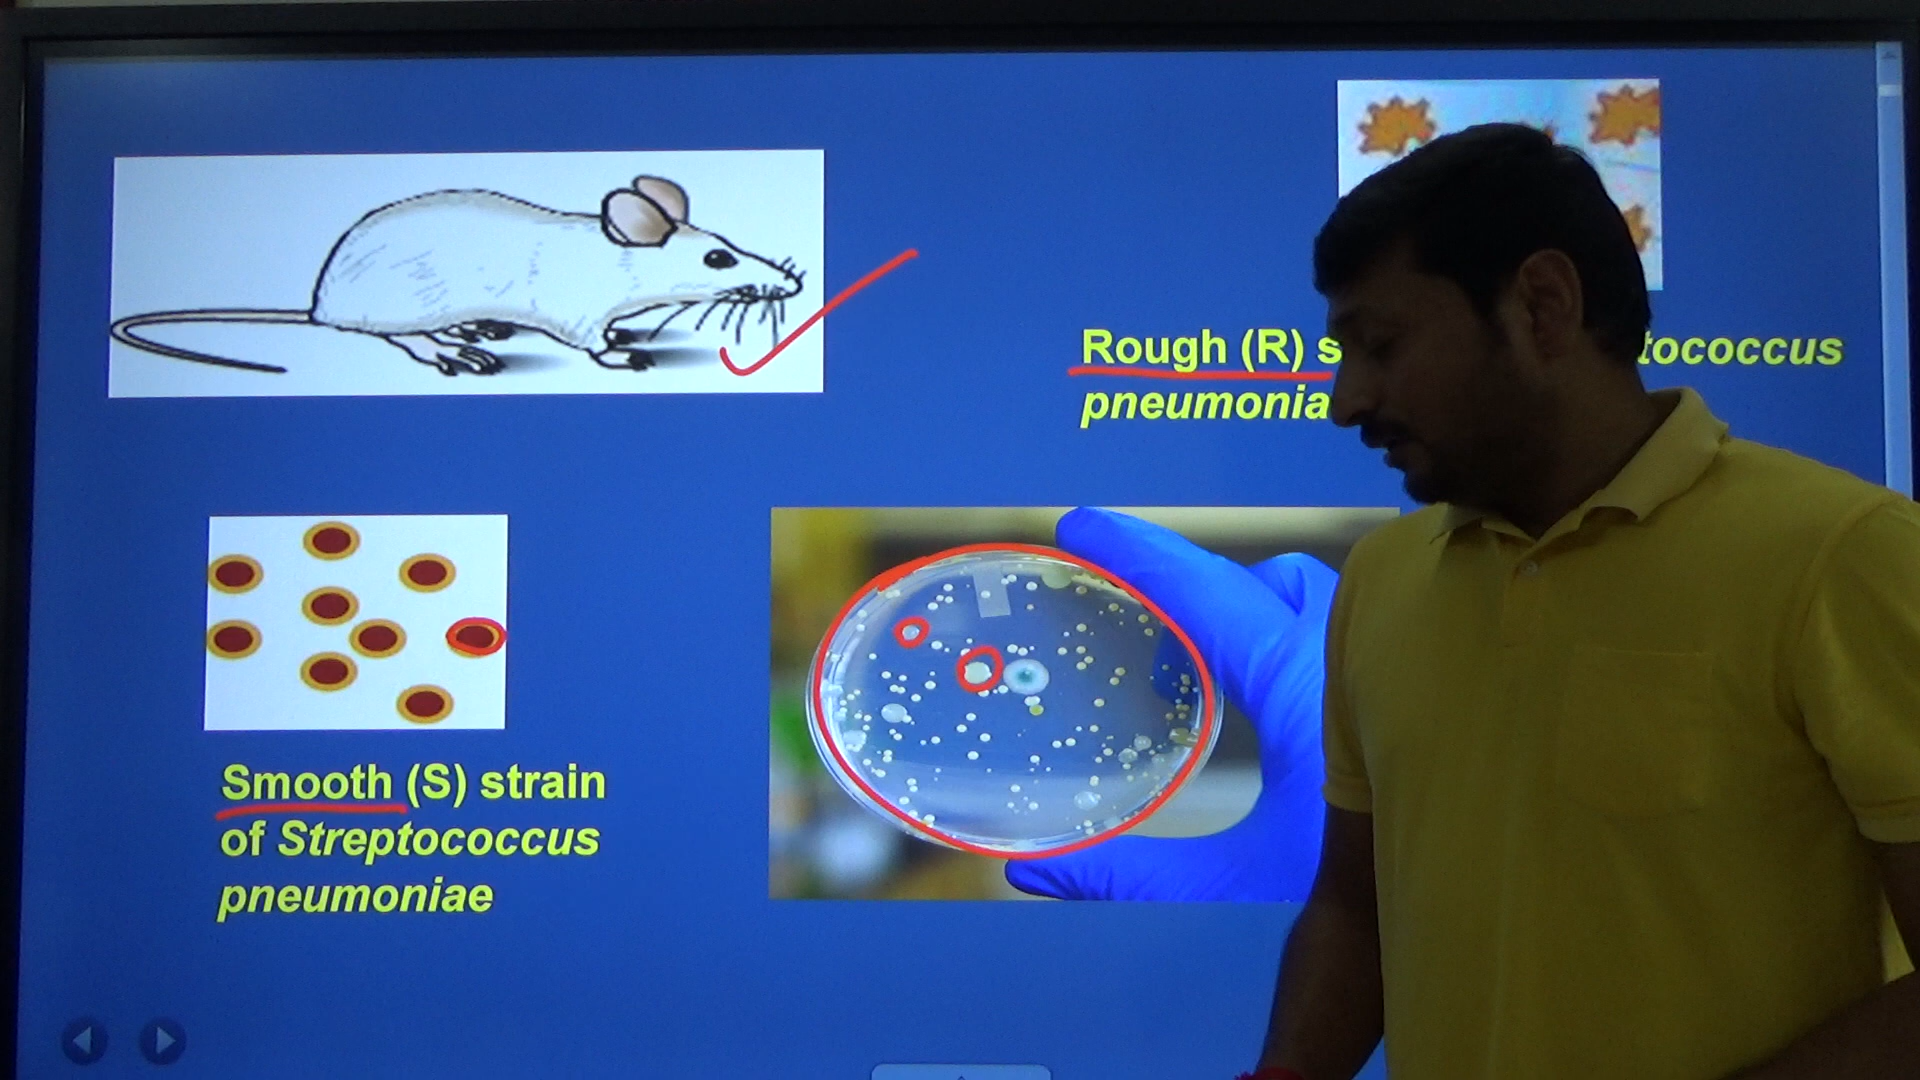 Rough (R) s tococcus
pneumonia
Smooth (S) strain
of Streptococcus
pneumoniae